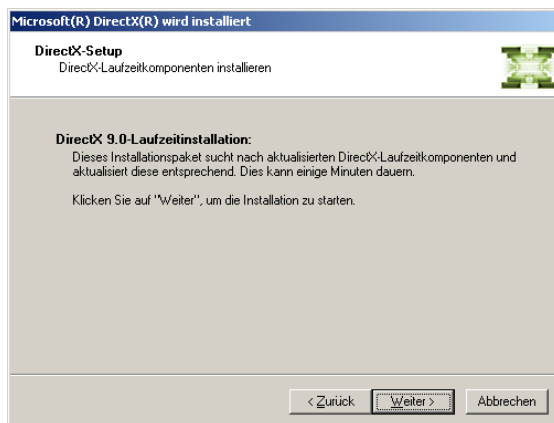 Microsoft(R) DirectX(R) wird installiert
DirectX-Setup
DirectX-Laufzeitkomponenten installieren
DirectX 9.0-Laufzeitinstallation:
Dieses Installationspaket sucht nach aktualisierten DirectX-Laufzeitkomponenten und
aktualisiert diese entsprechend. Dies kann einige Minuten dauern.
Klicken Sie auf "Weiter", um die Installation zu starten.
< Zurück
Weiter >
Abbrechen